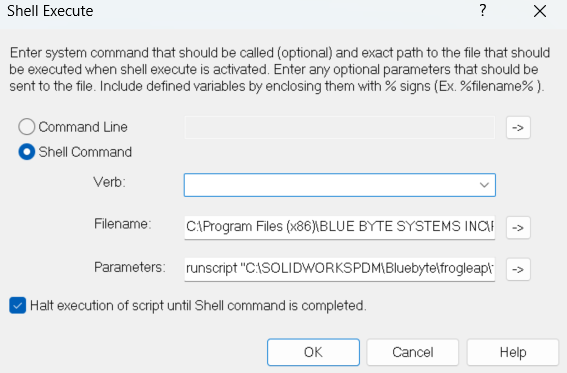 Shell Execute
?
Enter system command that should be called (optional) and exact path to the file that should
be executed when shell execute is activated. Enter any optional parameters that should be
sent to the file. Include defined variables by enclosing them with % signs (Ex. %filename% ).
Command Line
->
Shell Command
Verb:
Filename: C:\Program Files (x86)\BLUE BYTE SYSTEMS INC\ ->
Parameters: runscript "C:\SOLIDWORKSPDM\Bluebyte\frogleap\ ->
Halt execution of script until Shell command is completed.
OK Cancel Help